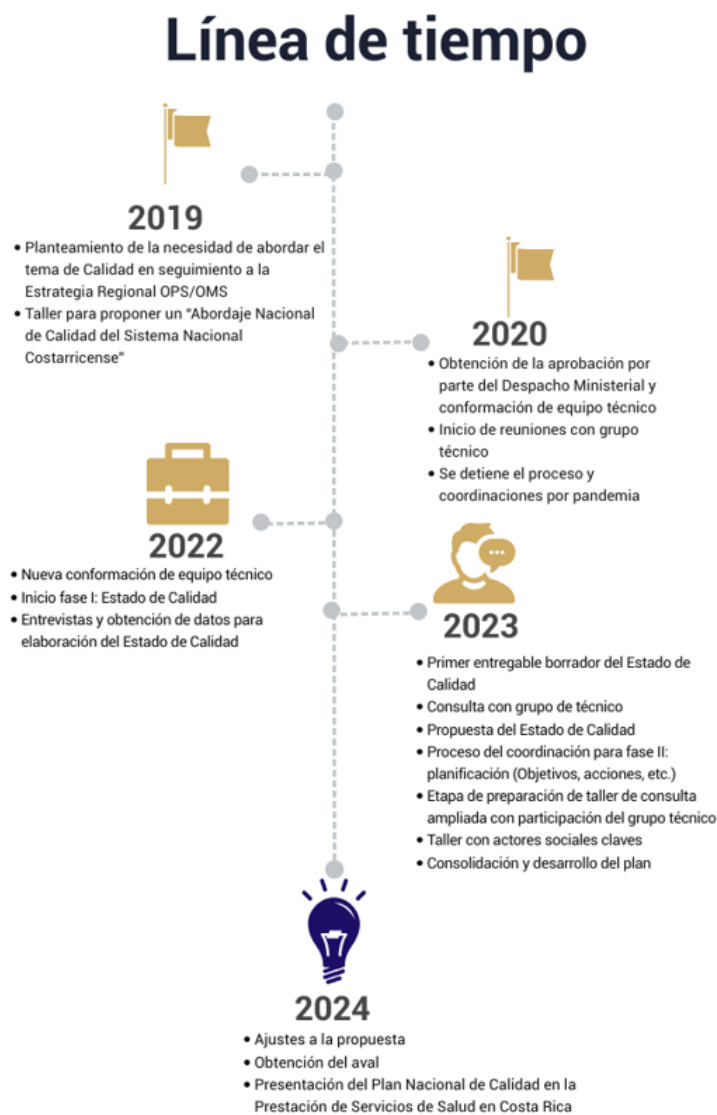 Línea de tiempo
2019
• Planteamiento de la necesidad de abordar el
tema de Calidad en seguimiento a la
Estrategia Regional OPS/OMS
• Taller para proponer un "Abordaje Nacional
de Calidad del Sistema Nacional
Costarricense"
2020
• Obtención de la aprobación por
parte del Despacho Ministerial y
conformación de equipo técnico
• Inicio de reuniones con grupo
técnico
• Se detiene el proceso y
coordinaciones por pandemia
2022
• Nueva conformación de equipo técnico
• Inicio fase I: Estado de Calidad
• Entrevistas y obtención de datos para
elaboración del Estado de Calidad
2023
• Primer entregable borrador del Estado de
Calidad
• Consulta con grupo de técnico
• Propuesta del Estado de Calidad
• Proceso del coordinación para fase II:
planificación (Objetivos, acciones, etc.)
• Etapa de preparación de taller de consulta
ampliada con participación del grupo técnico
• Taller con actores sociales claves
• Consolidación y desarrollo del plan
2024
• Ajustes a la propuesta
• Obtención del aval
• Presentación del Plan Nacional de Calidad en la
Prestación de Servicios de Salud en Costa Rica